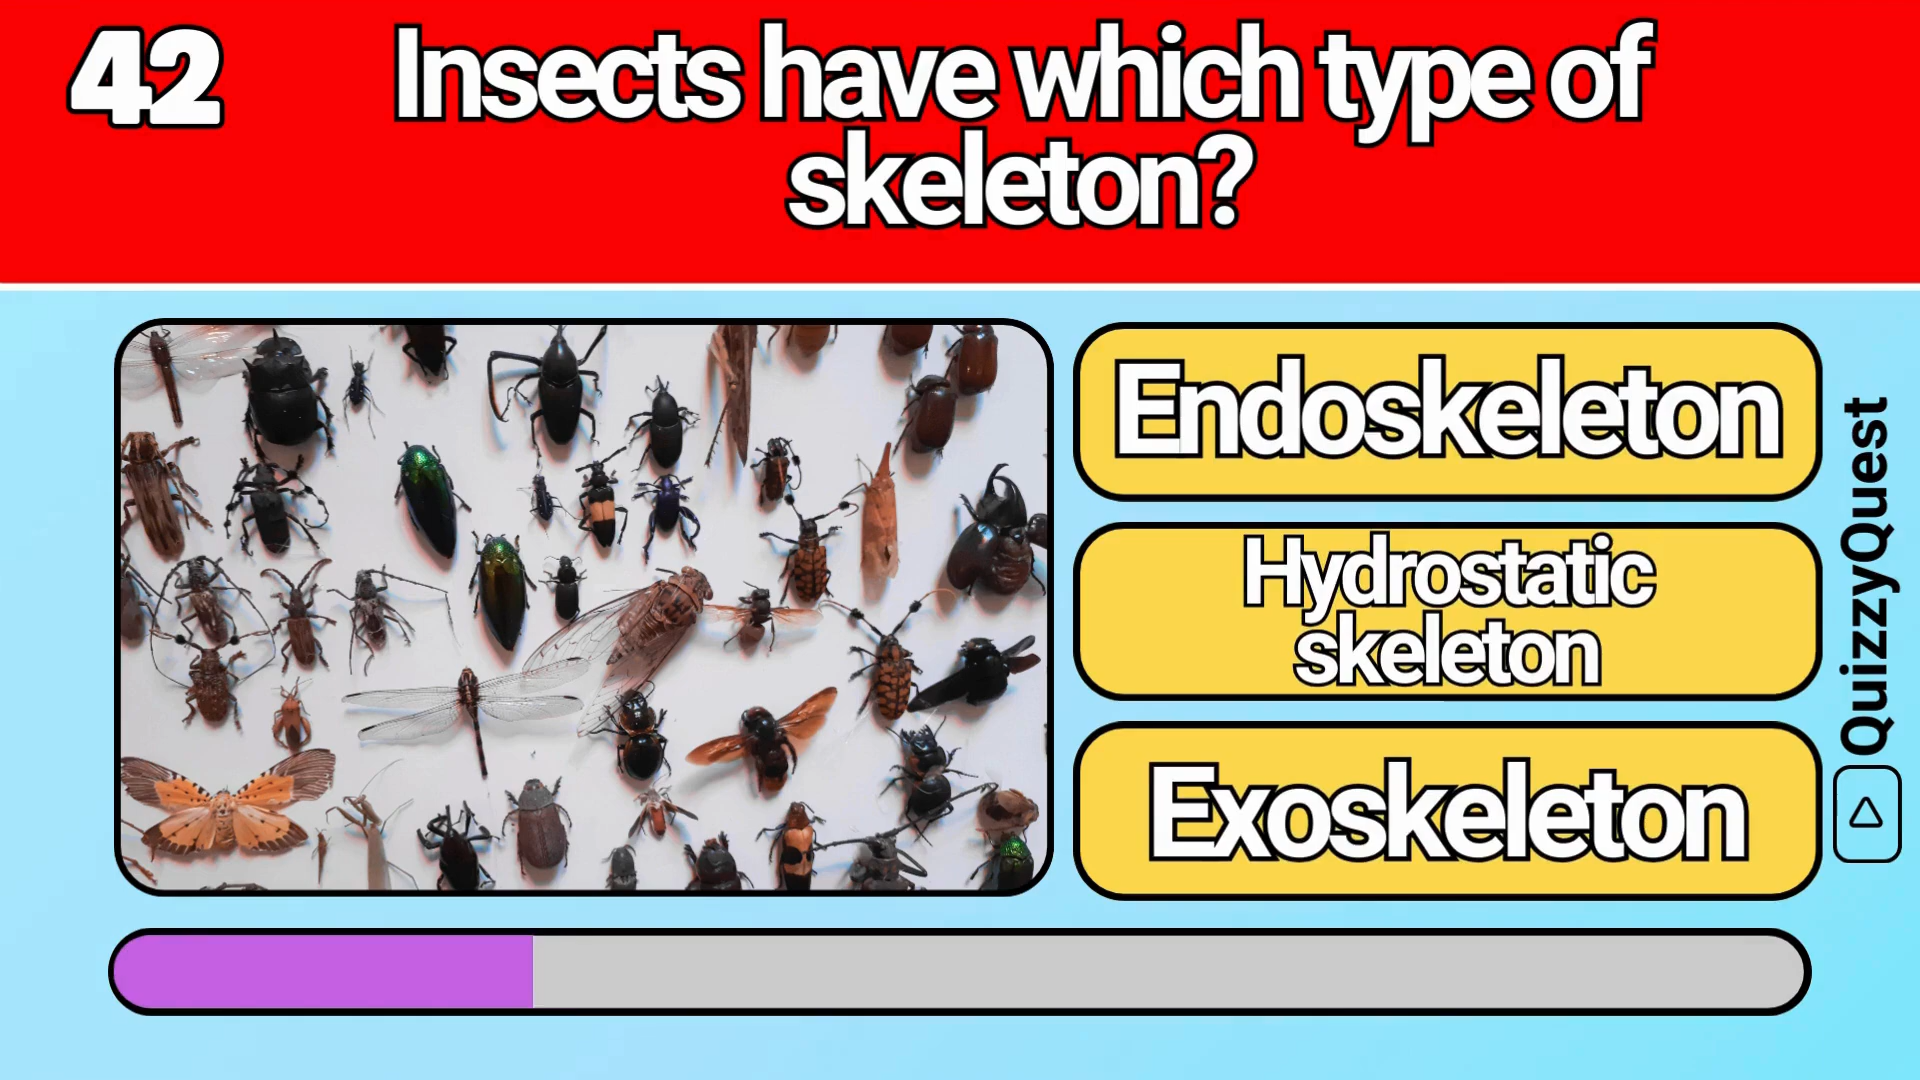 42
Insects have which type of
skeleton?
Endoskeleton
Hydrostatic
skeleton
Exoskeleton
QuizzyQuest